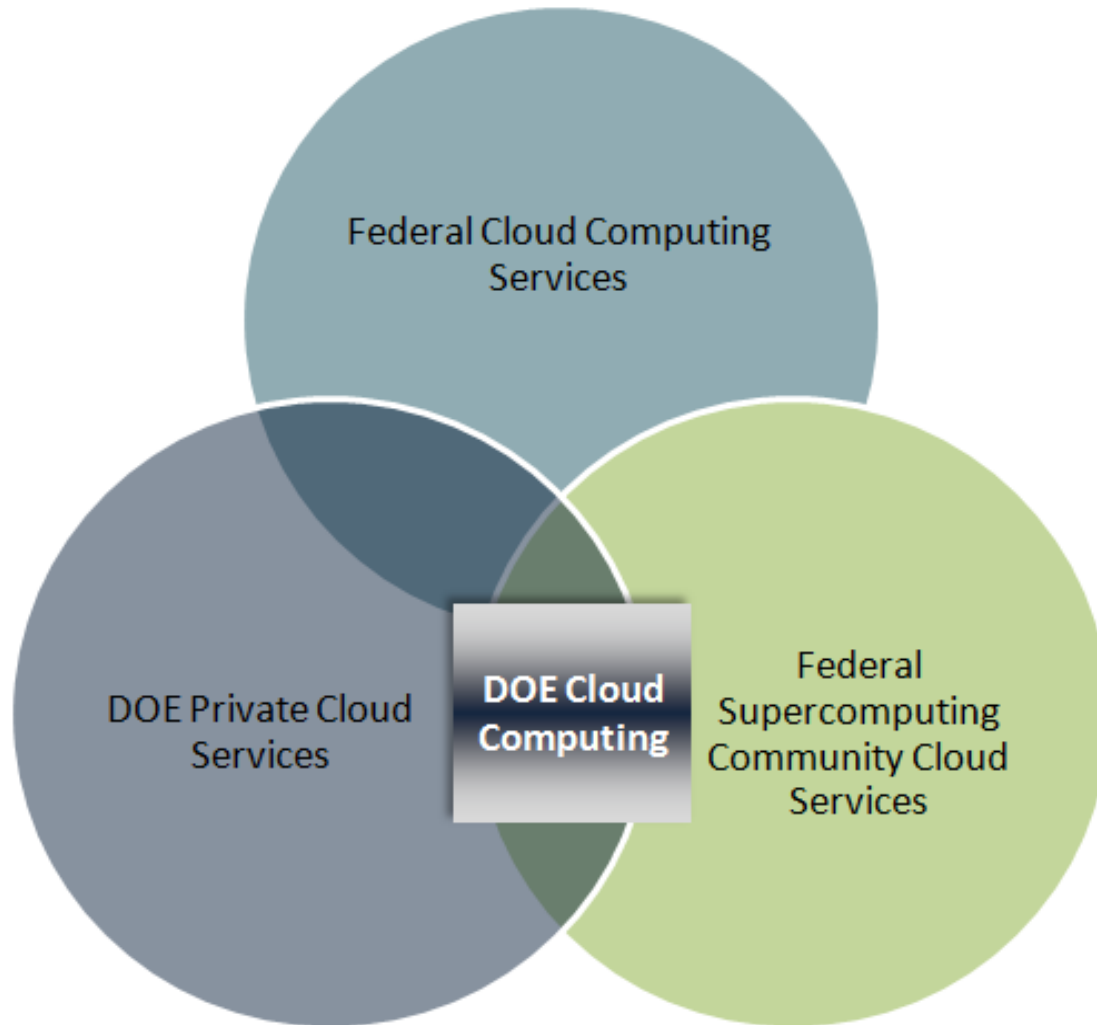 Federal Cloud Computing
Services
DOE Private Cloud
Services
DOE Cloud
Computing
Federal
Supercomputing
Community Cloud
Services